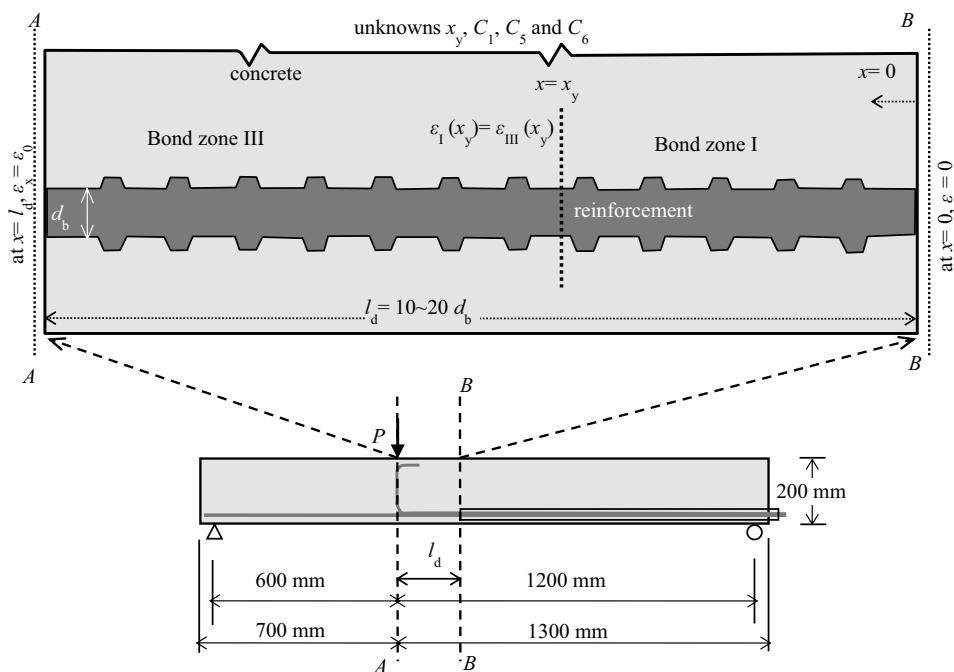 A
B
unknowns x_y, C_1, C_5 and C_6
concrete
x= x_y
x= 0
ε_I (x_y)= ε_III (x_y)
Bond zone III
Bond zone I
at x= l_d, ε_x = ε_0
d_b
reinforcement
at x= 0, ε = 0
l_d= 10~20 d_b
A
B
B
P
200 mm
l_d
600 mm
1200 mm
700 mm
1300 mm
A
B